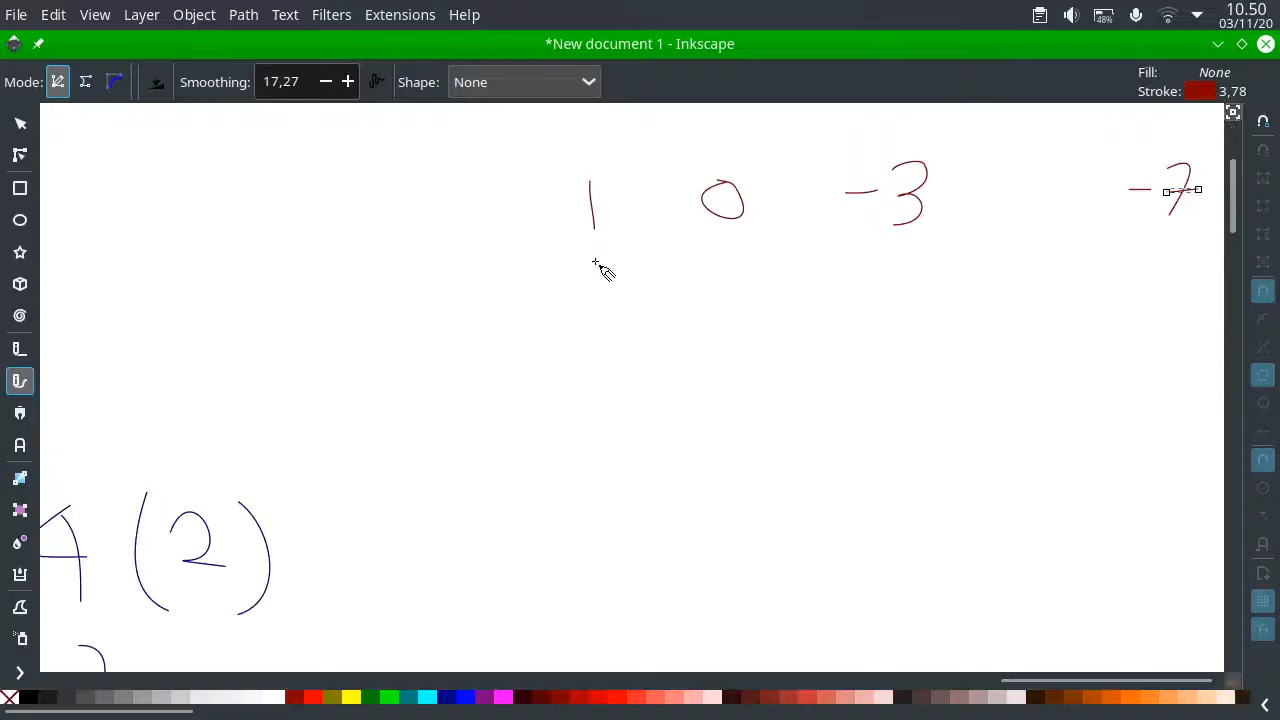 File Edit View Layer Object Path Text Filters Extensions Help 48% 10.50
03/11/20
*New document 1 - Inkscape
Mode: Smoothing: 17,27 Shape: None Fill: None
Stroke: 3,78
1 0 -3 -7
(2)